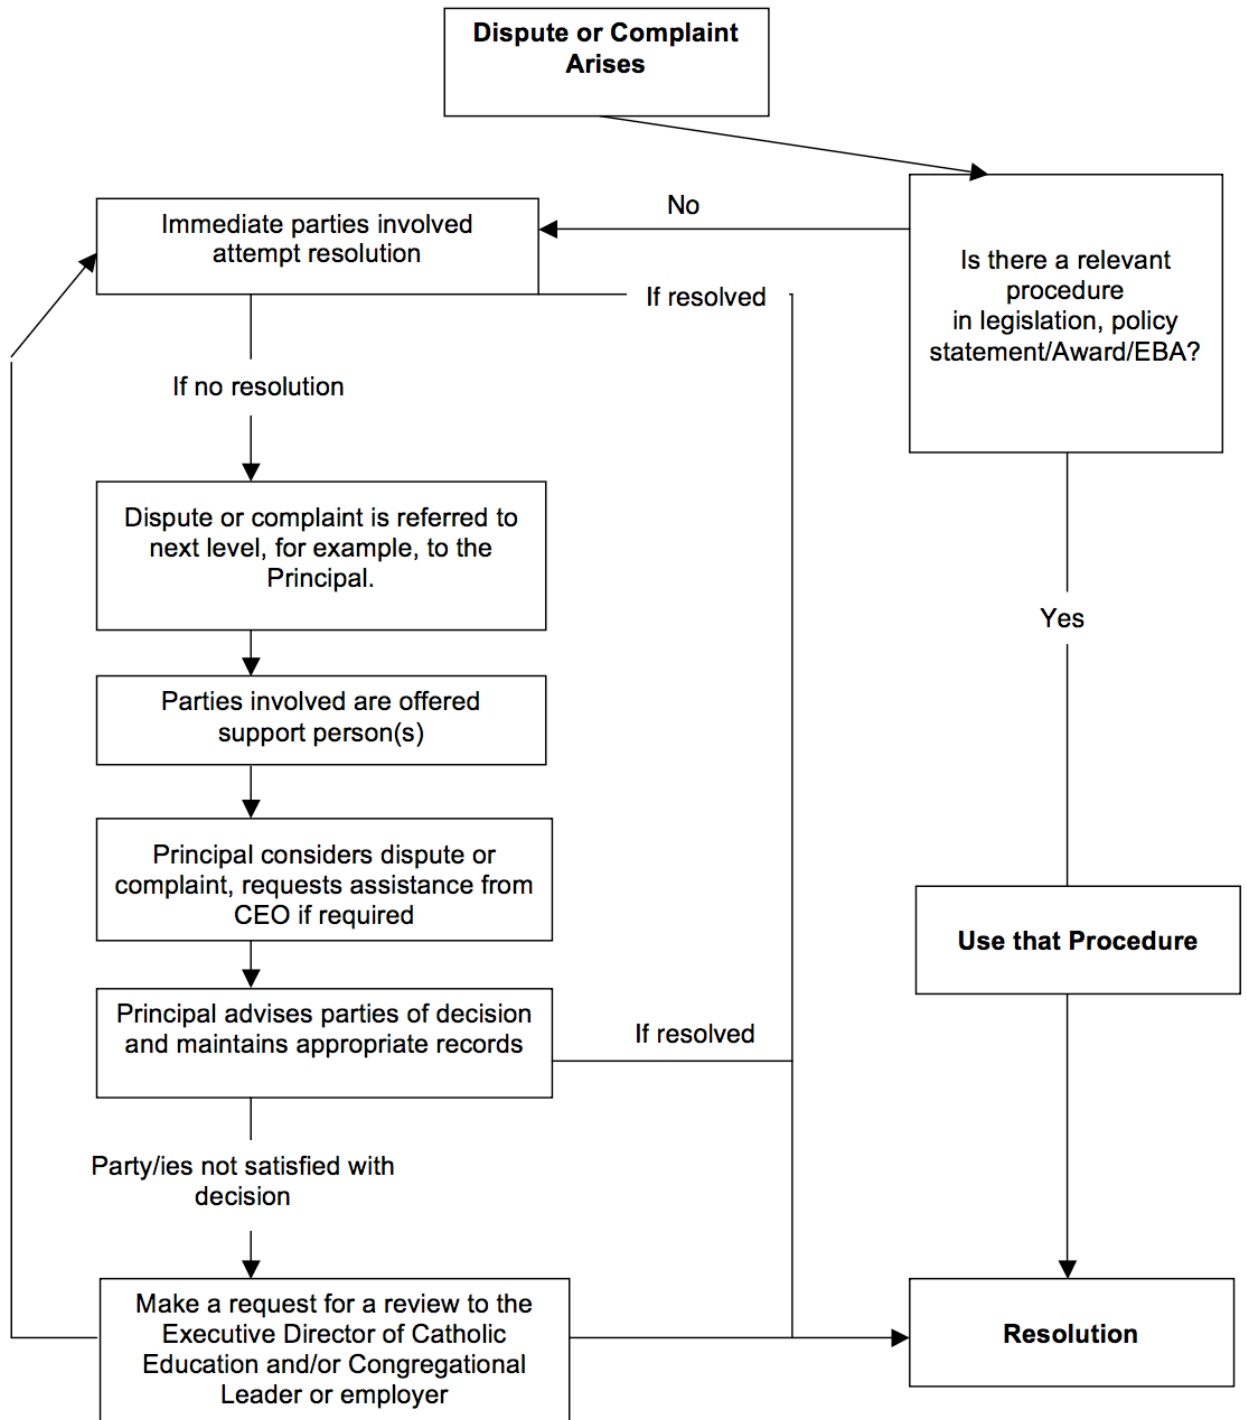 Dispute or Complaint
Arises
No
Immediate parties involved
attempt resolution
Is there a relevant
procedure
in legislation, policy
statement/Award/EBA?
If resolved
If no resolution
Dispute or complaint is referred to
next level, for example, to the
Principal.
Yes
Parties involved are offered
support person(s)
Principal considers dispute or
complaint, requests assistance from
CEO if required
Use that Procedure
Principal advises parties of decision
and maintains appropriate records
If resolved
Party/ies not satisfied with
decision
Make a request for a review to the
Executive Director of Catholic
Education and/or Congregational
Leader or employer
Resolution